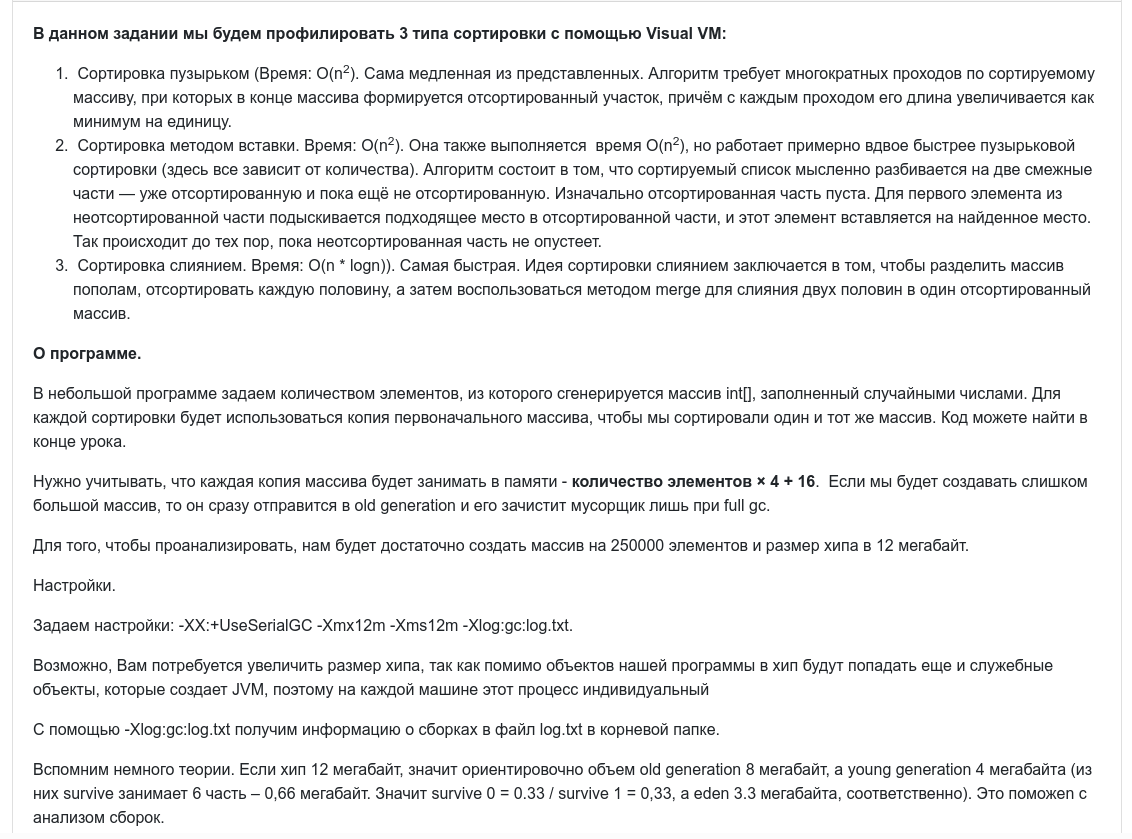 В данном задании мы будем профилировать 3 типа сортировки с помощью Visual VM:
1. Сортировка пузырьком (Время: O(n²). Сама медленная из представленных. Алгоритм требует многократных проходов по сортируемому
массиву, при которых в конце массива формируется отсортированный участок, причём с каждым проходом его длина увеличивается как
минимум на единицу.
2. Сортировка методом вставки. Время: O(n²). Она также выполняется  время O(n²), но работает примерно вдвое быстрее пузырьковой
сортировки (здесь все зависит от количества). Алгоритм состоит в том, что сортируемый список мысленно разбивается на две смежные
части — уже отсортированную и пока ещё не отсортированную. Изначально отсортированная часть пуста. Для первого элемента из
неотсортированной части подыскивается подходящее место в отсортированной части, и этот элемент вставляется на найденное место.
Так происходит до тех пор, пока неотсортированная часть не опустеет.
3. Сортировка слиянием. Время: O(n * logn)). Самая быстрая. Идея сортировки слиянием заключается в том, чтобы разделить массив
пополам, отсортировать каждую половину, а затем воспользоваться методом merge для слияния двух половин в один отсортированный
массив.
О программе.
В небольшой программе задаем количеством элементов, из которого сгенерируется массив int[], заполненный случайными числами. Для
каждой сортировки будет использоваться копия первоначального массива, чтобы мы сортировали один и тот же массив. Код можете найти в
конце урока.
Нужно учитывать, что каждая копия массива будет занимать в памяти - количество элементов × 4 + 16.  Если мы будет создавать слишком
большой массив, то он сразу отправится в old generation и его зачистит мусорщик лишь при full gc.
Для того, чтобы проанализировать, нам будет достаточно создать массив на 250000 элементов и размер хипа в 12 мегабайт.
Настройки.
Задаем настройки: -XX:+UseSerialGC -Xmx12m -Xms12m -Xlog:gc:log.txt.
Возможно, Вам потребуется увеличить размер хипа, так как помимо объектов нашей программы в хип будут попадать еще и служебные
объекты, которые создает JVM, поэтому на каждой машине этот процесс индивидуальный
С помощью -Xlog:gc:log.txt получим информацию о сборках в файл log.txt в корневой папке.
Вспомним немного теории. Если хип 12 мегабайт, значит ориентировочно объем old generation 8 мегабайт, а young generation 4 мегабайта (из
них survive занимает 6 часть – 0,66 мегабайт. Значит survive 0 = 0.33 / survive 1 = 0,33, а eden 3.3 мегабайта, соответственно). Это поможеn с
анализом сборок.